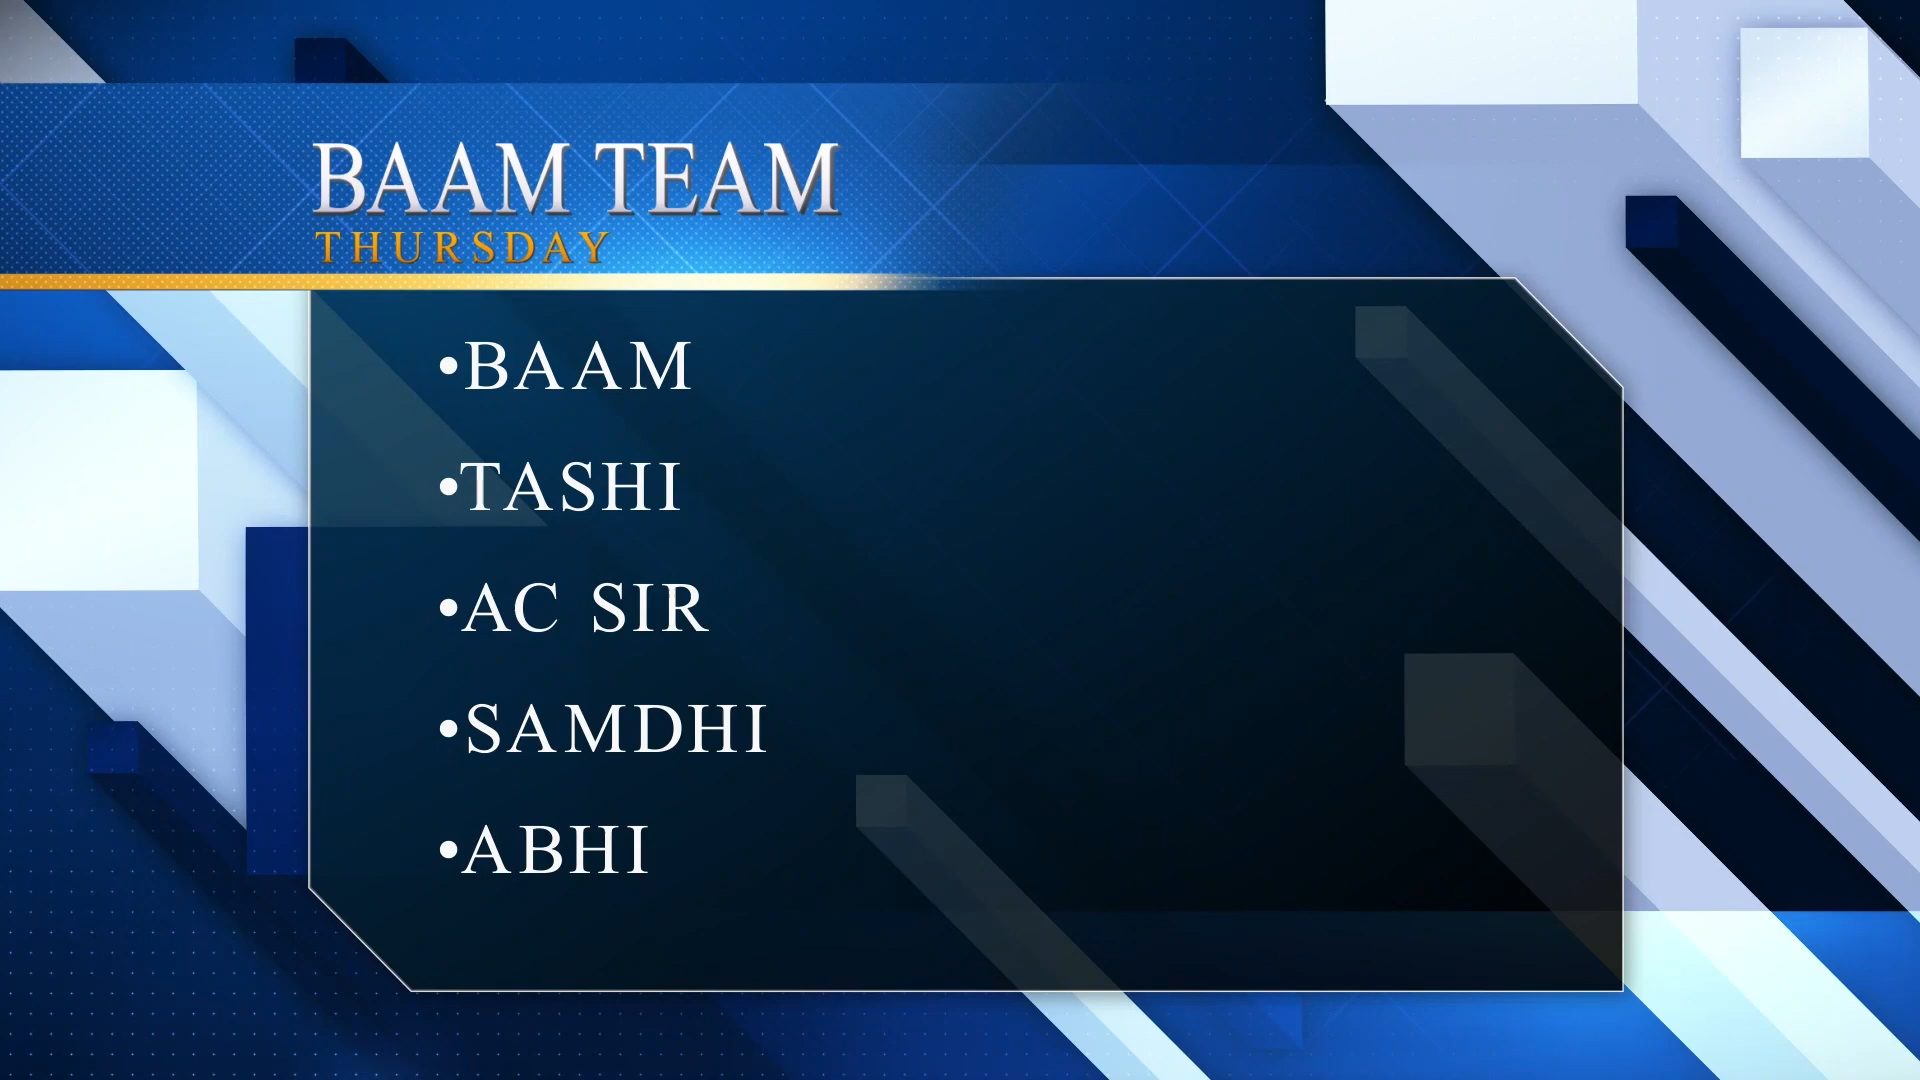 BAAM TEAM
THURSDAY
•BAAM
•TASHI
•AC SIR
•SAMDHI
•ABHI